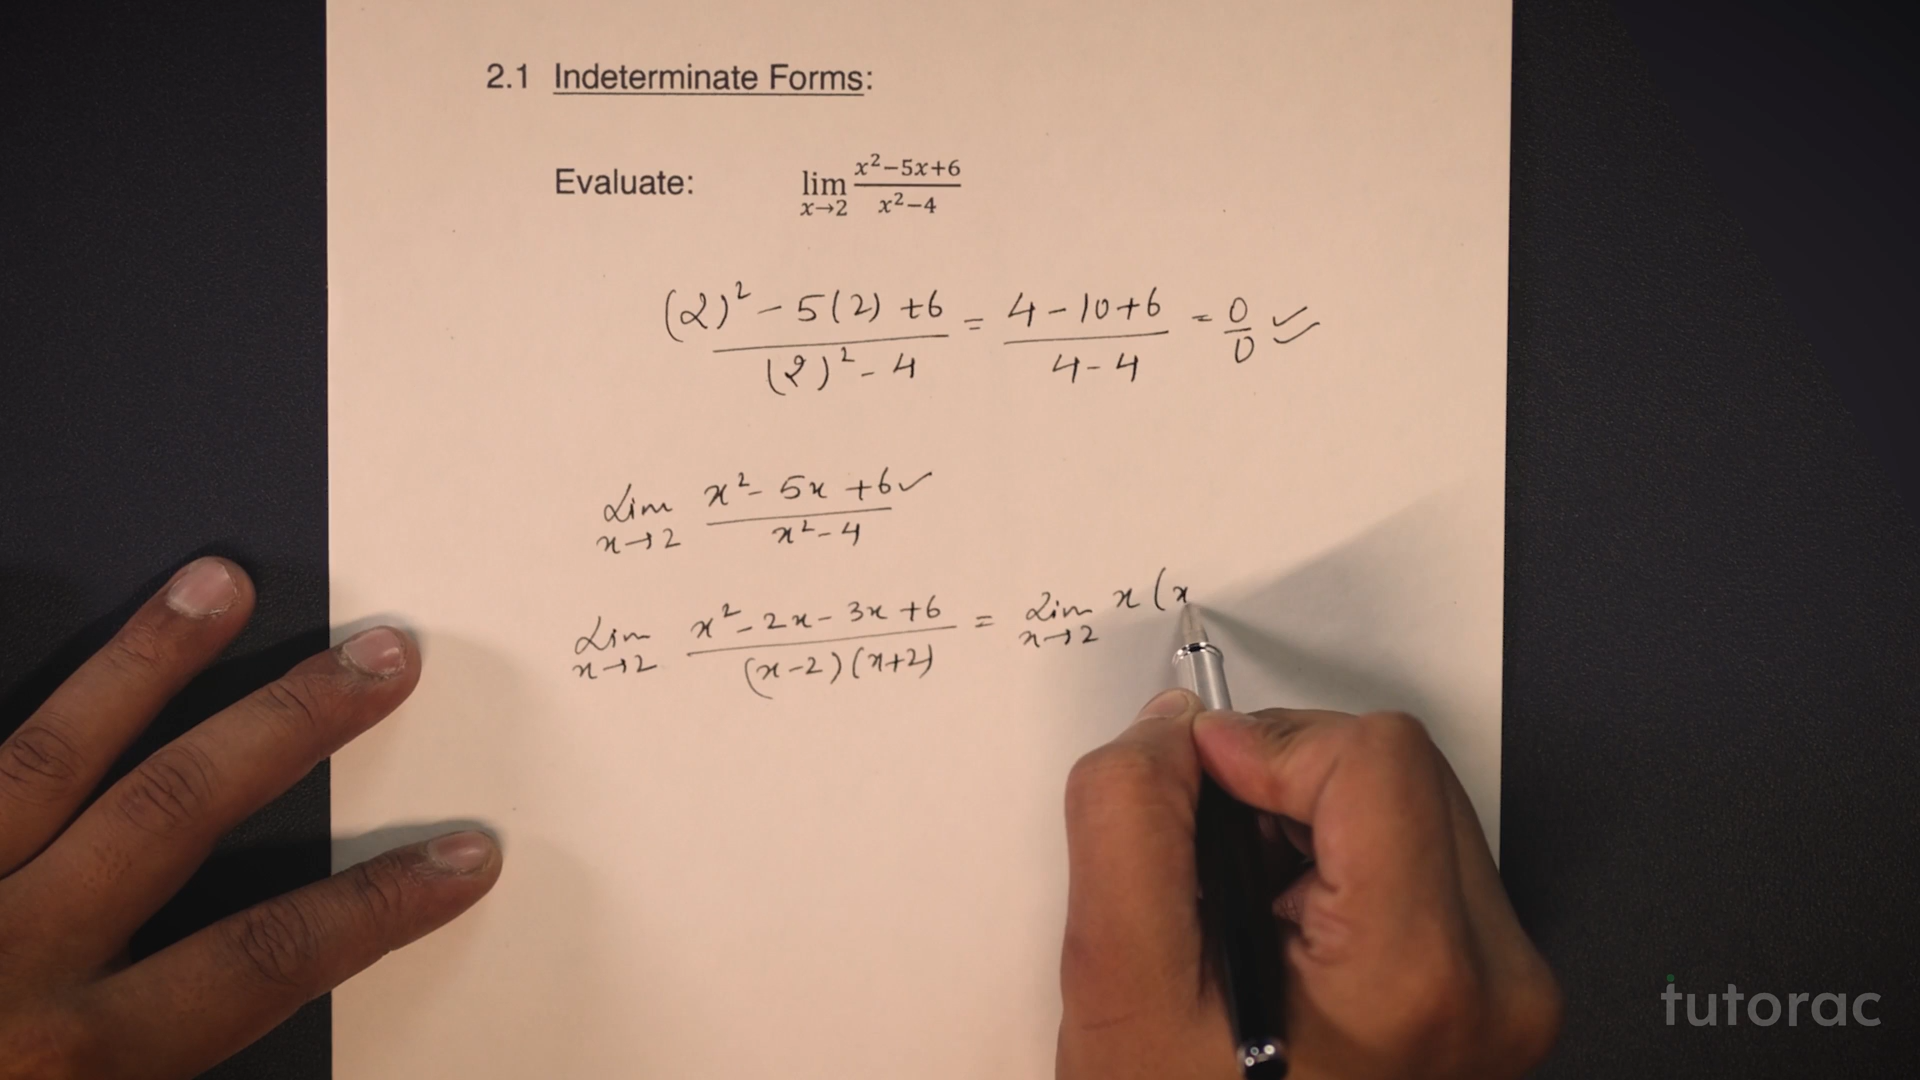 2.1 Indeterminate Forms:
Evaluate: lim x→2 x²−5x+6 / x²−4
(2)² − 5(2) + 6 / (2)² − 4 = 4 − 10 + 6 / 4 − 4 = 0/0 ✓
Lim x→2 x² − 5x + 6 ✓ / x² − 4
Lim x→2 x² − 2x − 3x + 6 / (x−2)(x+2) = Lim x→2 x(x
tutorac